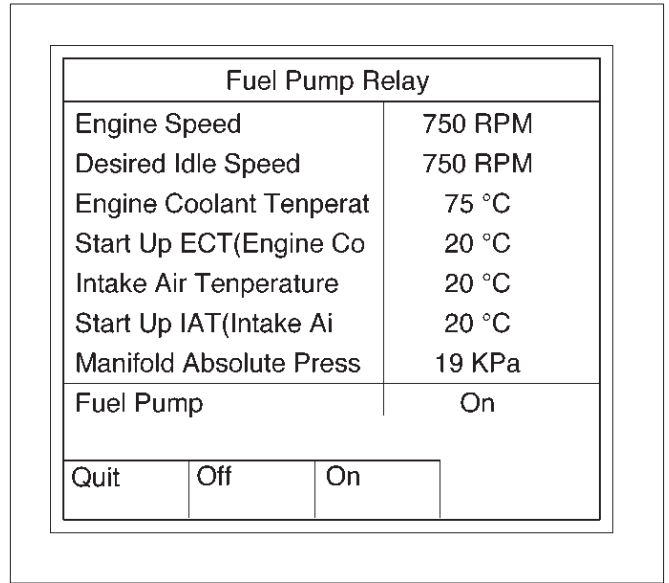 Fuel Pump Relay
Engine Speed 750 RPM
Desired Idle Speed 750 RPM
Engine Coolant Tenperat 75 °C
Start Up ECT(Engine Co 20 °C
Intake Air Tenperature 20 °C
Start Up IAT(Intake Ai 20 °C
Manifold Absolute Press 19 KPa
Fuel Pump On
Quit Off On